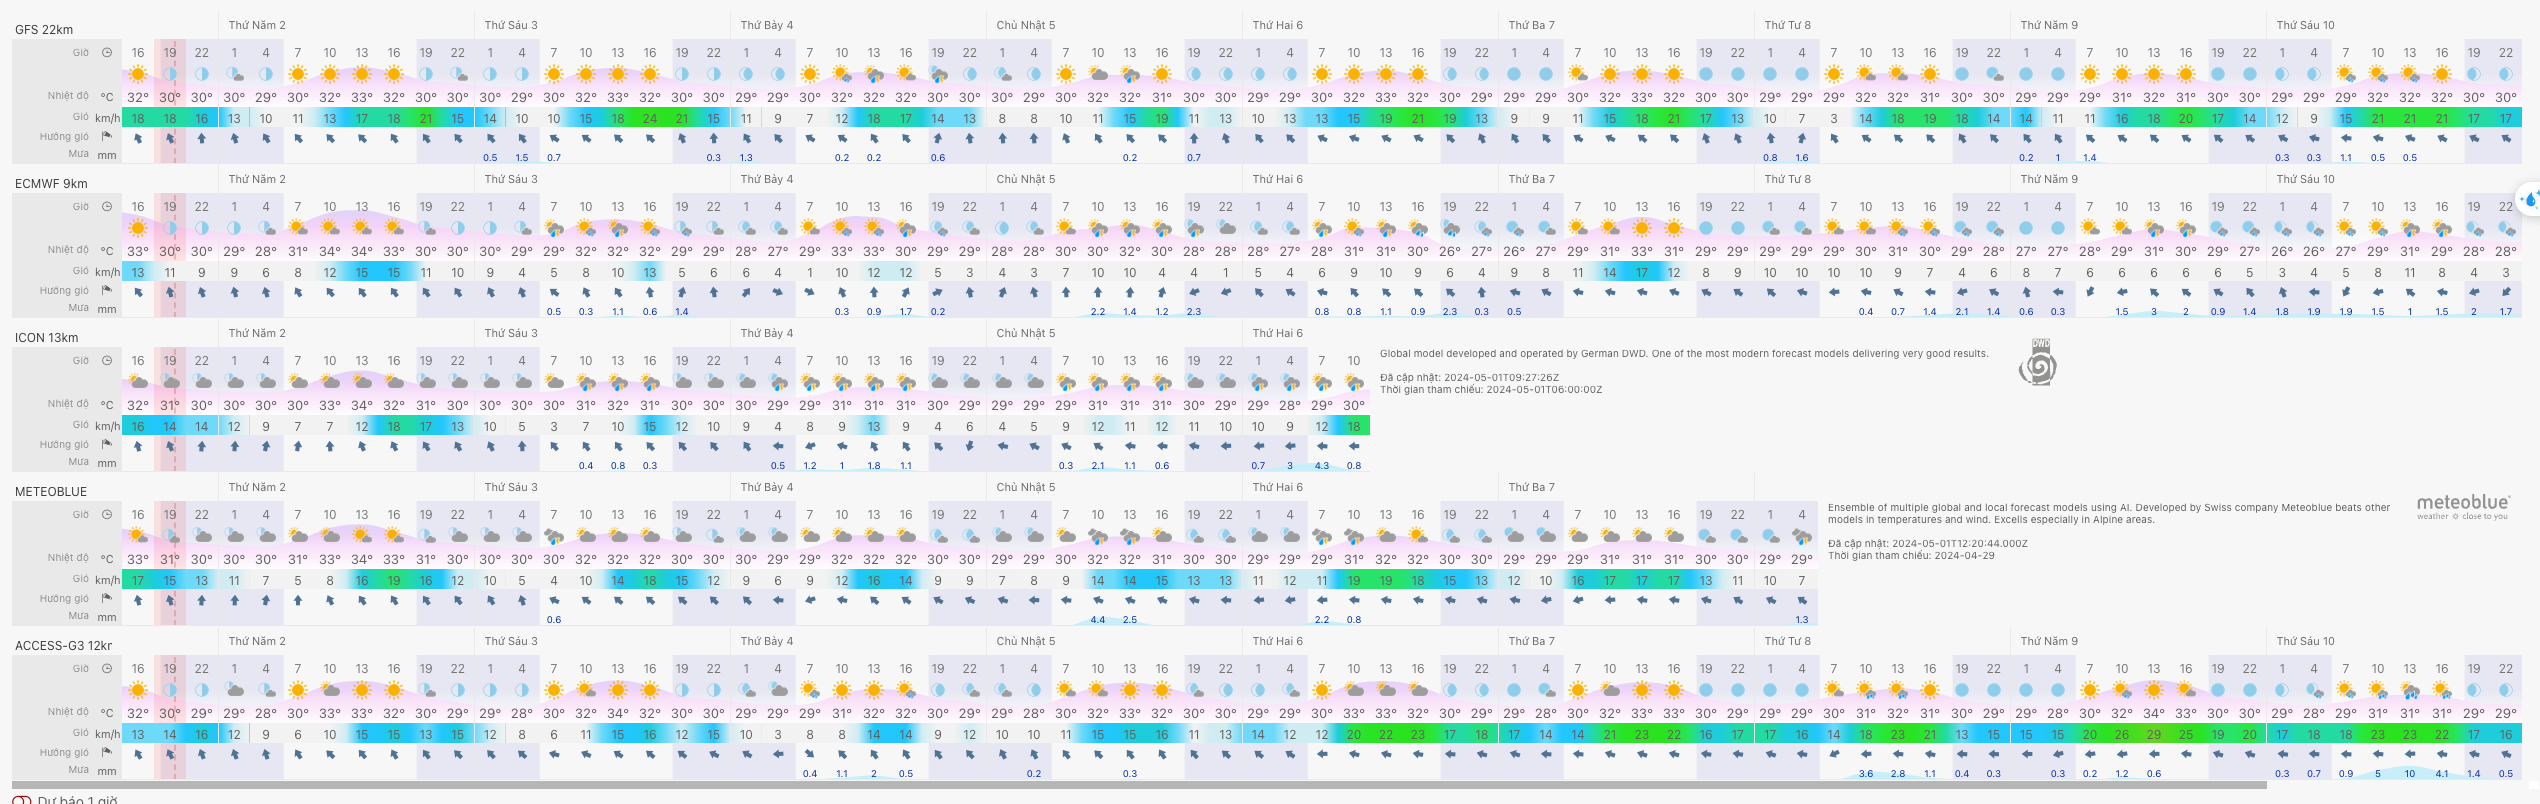 Thứ Năm 2 Thứ Sáu 3 Thứ Bảy 4 Chủ Nhật 5 Thứ Hai 6 Thứ Ba 7 Thứ Tư 8 Thứ Năm 9 Thứ Sáu 10
GFS 22km
Giờ 16 19 22 1 4 7 10 13 16 19 22 1 4 7 10 13 16 19 22 1 4 7 10 13 16 19 22 1 4 7 10 13 16 19 22 1 4 7 10 13 16 19 22 1 4 7 10 13 16 19 22 1 4 7 10 13 16 19 22 1 4 7 10 13 16 19 22 1 4 7 10 13 16 19 22
Nhiệt độ °C 32° 30° 30° 30° 29° 30° 32° 33° 32° 30° 30° 30° 30° 30° 32° 33° 32° 30° 30° 29° 29° 30° 32° 32° 32° 30° 30° 29° 29° 30° 30° 32° 31° 30° 30° 29° 29° 30° 32° 33° 32° 30° 29° 29° 29° 30° 32° 33° 32° 30° 30° 29° 29° 29° 32° 33° 32° 30° 29° 29° 29° 29° 31° 32° 32° 30° 30° 29° 29° 29° 31° 32° 32° 30° 30°
Gió km/h 18 18 16 13 10 11 13 17 18 21 15 14 10 10 15 18 24 21 15 11 9 7 12 18 17 14 13 8 8 10 11 15 19 11 13 10 13 13 15 19 21 19 13 9 9 11 15 18 21 17 13 10 7 3 14 18 19 18 14 14 11 11 16 18 20 17 14 12 9 15 21 21 21 17 17
Hướng gió
Mưa mm 0.5 1.5 0.7 0.3 1.3 0.2 0.2 0.6 0.2 0.7 0.8 1.6 0.2 1 1.4 0.3 0.3 1.1 0.5 0.5
Thứ Năm 2 Thứ Sáu 3 Thứ Bảy 4 Chủ Nhật 5 Thứ Hai 6 Thứ Ba 7 Thứ Tư 8 Thứ Năm 9 Thứ Sáu 10
ECMWF 9km
Giờ 16 19 22 1 4 7 10 13 16 19 22 1 4 7 10 13 16 19 22 1 4 7 10 13 16 19 22 1 4 7 10 13 16 19 22 1 4 7 10 13 16 19 22 1 4 7 10 13 16 19 22 1 4 7 10 13 16 19 22 1 4 7 10 13 16 19 22 1 4 7 10 13 16 19 22
Nhiệt độ °C 33° 30° 30° 29° 29° 31° 34° 34° 33° 30° 30° 29° 29° 29° 32° 32° 32° 29° 29° 28° 27° 30° 33° 33° 30° 29° 29° 28° 28° 30° 30° 32° 30° 28° 28° 28° 27° 28° 31° 31° 30° 26° 27° 26° 27° 29° 31° 33° 31° 29° 29° 28° 29° 30° 31° 30° 29° 28° 28° 27° 27° 28° 29° 31° 30° 29° 27° 26° 26° 27° 29° 31° 29° 28° 28°
Gió km/h 13 11 9 9 6 8 12 15 15 11 10 9 4 5 8 10 13 5 6 6 4 1 10 12 12 5 3 4 3 7 10 10 4 4 1 5 4 6 9 10 9 6 4 9 8 11 14 17 12 8 9 10 10 10 10 9 7 4 6 8 7 6 6 6 6 6 5 3 4 5 8 11 8 4 3
Hướng gió
Mưa mm 0.5 0.3 1.1 0.6 1.4 0.3 0.9 1.7 0.2 2.2 1.4 1.2 2.3 0.8 0.8 1.1 0.9 2.3 0.3 0.5 0.4 0.7 1.4 2.1 1.4 0.6 0.3 1.5 3 2 0.9 1.4 1.8 1.9 1.9 1.5 1 1.5 2 1.7
Thứ Năm 2 Thứ Sáu 3 Thứ Bảy 4 Chủ Nhật 5 Thứ Hai 6
ICON 13km
Giờ 16 19 22 1 4 7 10 13 16 19 22 1 4 7 10 13 16 19 22 1 4 7 10 13 16 19 22 1 4 7 10 13 16 19 22 1 4 7 10
Nhiệt độ °C 32° 31° 30° 30° 30° 30° 33° 34° 32° 31° 30° 30° 30° 30° 31° 32° 31° 30° 30° 30° 29° 29° 31° 31° 31° 30° 29° 29° 29° 30° 31° 31° 31° 30° 29° 29° 28° 29° 30°
Gió km/h 16 14 14 12 9 7 7 12 18 17 13 10 5 3 7 10 15 12 10 9 4 8 9 13 9 4 6 4 5 9 12 11 12 11 10 10 9 12 18
Hướng gió
Mưa mm 0.4 0.8 0.3 0.5 1.2 1 1.8 1.1 0.3 2.1 1.1 0.6 0.7 3 4.3 0.8
DWD
Global model developed and operated by German DWD. One of the most modern forecast models delivering very good results.
Đã cập nhật: 2024-05-01T09:27:26Z
Thời gian tham chiếu: 2024-05-01T06:00:00Z
Thứ Năm 2 Thứ Sáu 3 Thứ Bảy 4 Chủ Nhật 5 Thứ Hai 6 Thứ Ba 7
METEOBLUE
Giờ 16 19 22 1 4 7 10 13 16 19 22 1 4 7 10 13 16 19 22 1 4 7 10 13 16 19 22 1 4 7 10 13 16 19 22 1 4 7 10 13 16 19 22 1 4 7 10 13 16 19 22 1 4
Nhiệt độ °C 33° 31° 30° 30° 30° 31° 33° 34° 33° 31° 30° 30° 30° 30° 32° 32° 32° 30° 30° 30° 29° 30° 32° 32° 32° 30° 30° 30° 29° 30° 32° 32° 31° 30° 30° 29° 29° 29° 31° 32° 32° 30° 30° 29° 29° 29° 31° 31° 31° 30° 30° 29° 29°
Gió km/h 17 15 13 11 7 5 8 16 19 16 12 10 5 4 10 14 18 15 12 9 6 9 12 16 14 9 9 7 8 9 14 14 15 13 13 11 12 11 19 19 18 15 13 12 10 16 17 17 17 13 11 10 7
Hướng gió
Mưa mm 0.6 4.4 2.5 2.2 0.8 1.3
Ensemble of multiple global and local forecast models using AI. Developed by Swiss company Meteoblue beats other
models in temperatures and wind. Excells especially in Alpine areas.
Đã cập nhật: 2024-05-01T12:20:44.000Z
Thời gian tham chiếu: 2024-04-29
meteoblue
weather ☼ close to you
Thứ Năm 2 Thứ Sáu 3 Thứ Bảy 4 Chủ Nhật 5 Thứ Hai 6 Thứ Ba 7 Thứ Tư 8 Thứ Năm 9 Thứ Sáu 10
ACCESS-G3 12kr
Giờ 16 19 22 1 4 7 10 13 16 19 22 1 4 7 10 13 16 19 22 1 4 7 10 13 16 19 22 1 4 7 10 13 16 19 22 1 4 7 10 13 16 19 22 1 4 7 10 13 16 19 22 1 4 7 10 13 16 19 22 1 4 7 10 13 16 19 22 1 4 7 10 13 16 19 22
Nhiệt độ °C 32° 30° 29° 29° 28° 30° 33° 33° 32° 30° 29° 29° 28° 30° 32° 34° 32° 30° 30° 29° 28° 29° 32° 33° 32° 30° 29° 29° 28° 30° 32° 33° 32° 30° 30° 29° 29° 30° 33° 33° 32° 30° 30° 29° 28° 30° 32° 33° 33° 30° 29° 29° 29° 30° 31° 32° 31° 29° 29° 29° 28° 30° 32° 34° 33° 30° 30° 29° 28° 29° 31° 31° 31° 29° 29°
Gió km/h 13 14 16 12 9 6 10 15 15 13 15 12 8 6 11 15 16 12 15 10 3 8 8 14 14 9 12 10 10 11 15 15 16 11 13 14 12 12 20 22 23 17 18 17 14 14 21 23 22 16 17 17 16 14 18 23 21 13 15 15 15 20 26 29 25 19 20 17 18 18 23 23 22 17 16
Hướng gió
Mưa mm 0.4 1.1 2 0.5 0.2 0.3 3.6 2.8 1.1 0.4 0.3 0.3 0.2 1.2 0.6 0.3 0.7 0.9 5 10 4.1 1.4 0.5
Dự báo 1 giờ